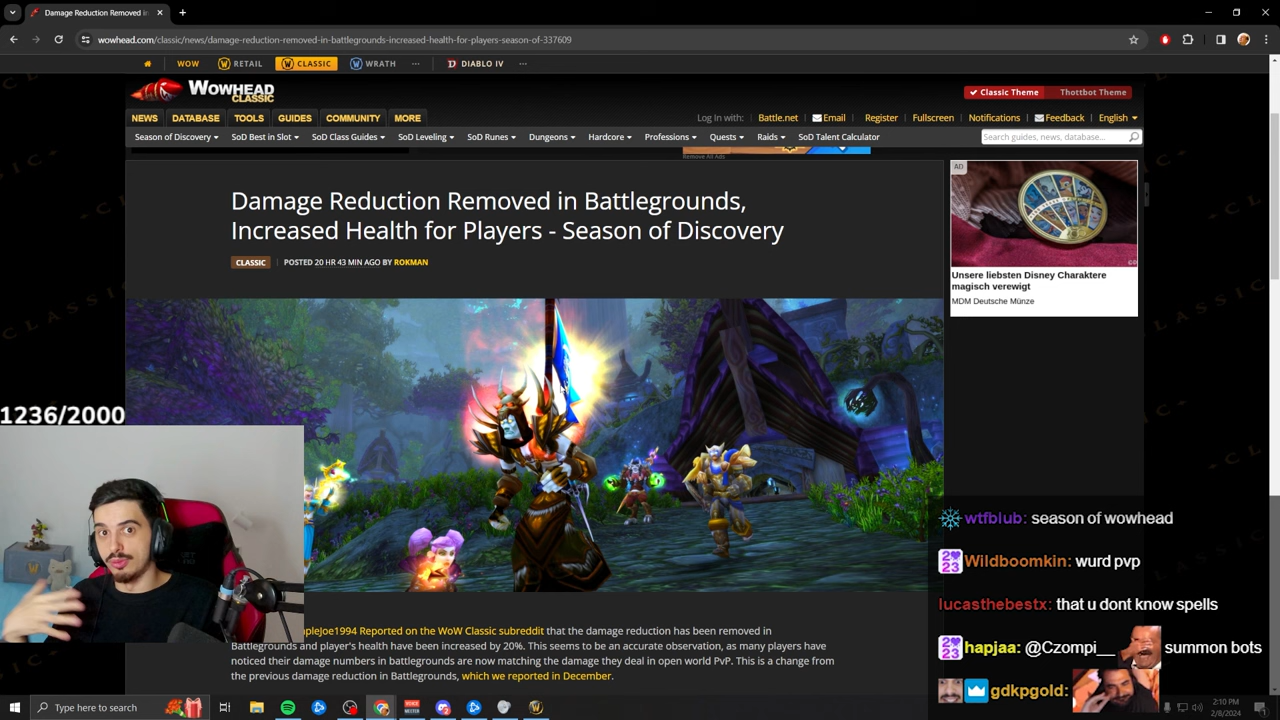 Damage Reduction Removed in
wowhead.com/classic/news/damage-reduction-removed-in-battlegrounds-increased-health-for-players-season-of-337609
WOW
RETAIL
CLASSIC
WRATH
DIABLO IV
WOWHEAD
CLASSIC
Classic Theme
Thottbot Theme
NEWS
DATABASE
TOOLS
GUIDES
COMMUNITY
MORE
Log In with:
Battle.net
Email
Register
Fullscreen
Notifications
Feedback
English
Season of Discovery
SoD Best in Slot
SoD Class Guides
SoD Leveling
SoD Runes
Dungeons
Hardcore
Professions
Quests
Raids
SoD Talent Calculator
Search guides, news, database...
Remove All Ads
AD
Damage Reduction Removed in Battlegrounds,
Increased Health for Players - Season of Discovery
CLASSIC
POSTED 20 HR 43 MIN AGO BY ROKMAN
Unsere liebsten Disney Charaktere
magisch verewigt
MDM Deutsche Münze
1236/2000
wtfblub: season of wowhead
Wildboomkin: wurd pvp
lucasthebestx: that u dont know spells
hapjaa: @Czompi__ summon bots
gdkpgold:
pleJoe1994 Reported on the WoW Classic subreddit that the damage reduction has been removed in
Battlegrounds and player's health have been increased by 20%. This seems to be an accurate observation, as many players have
noticed their damage numbers in battlegrounds are now matching the damage they deal in open world PvP. This is a change from
the previous damage reduction in Battlegrounds, which we reported in December.
Type here to search
2:10 PM
2/8/2024